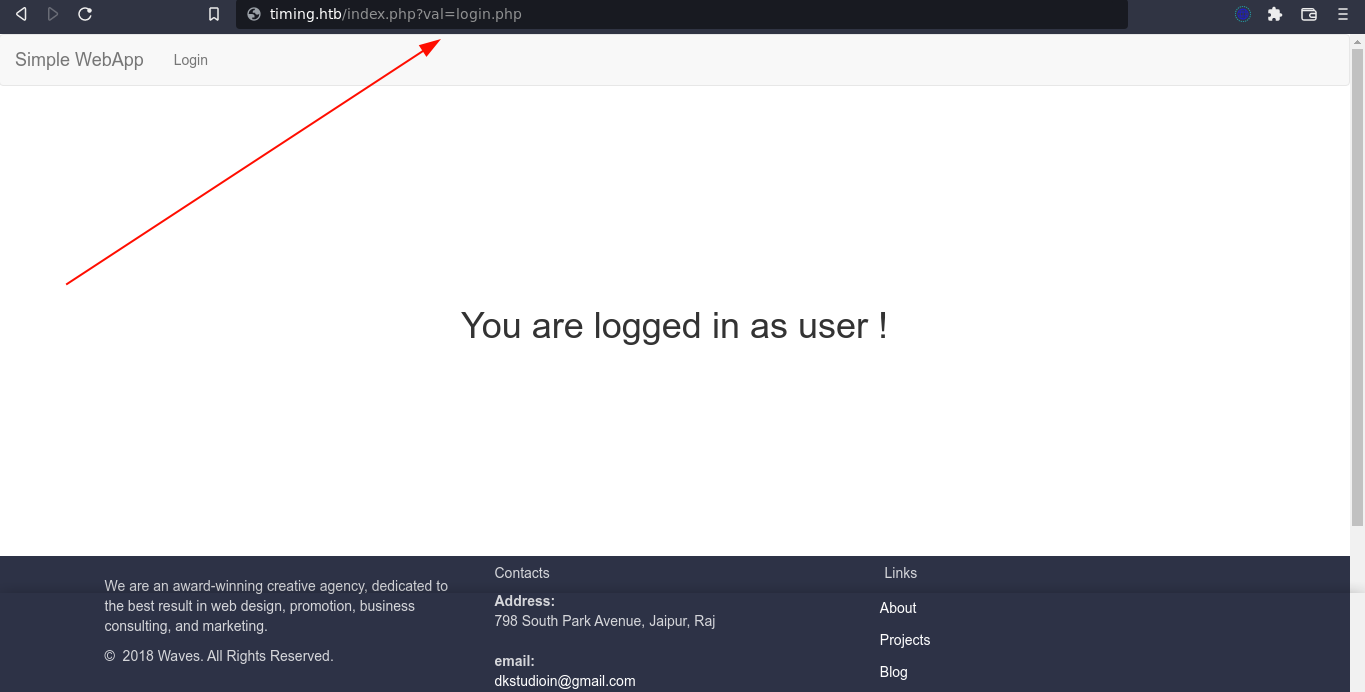 timing.htb/index.php?val=login.php
Simple WebApp Login
You are logged in as user !
We are an award-winning creative agency, dedicated to
the best result in web design, promotion, business
consulting, and marketing.
© 2018 Waves. All Rights Reserved.
Contacts
Address:
798 South Park Avenue, Jaipur, Raj
email:
dkstudioin@gmail.com
Links
About
Projects
Blog